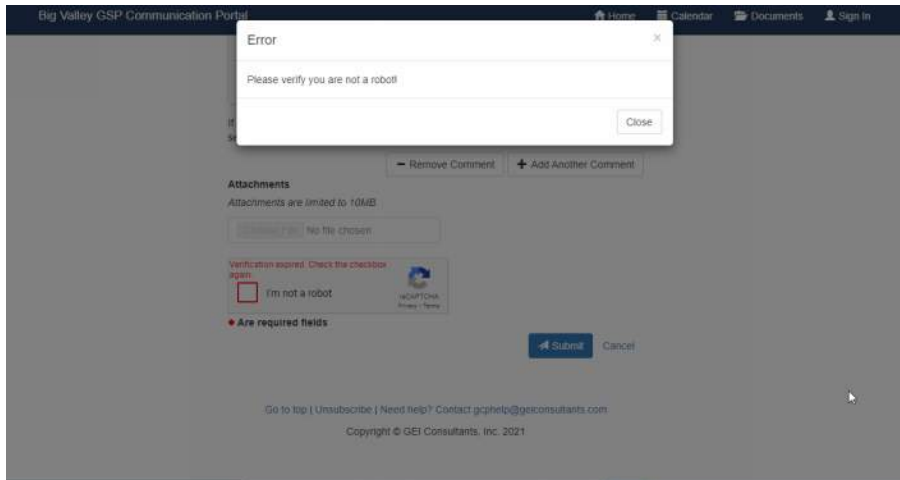 Big Valley GSP Communication Portal
Home Calendar Documents Sign In
Error ×
Please verify you are not a robot!
Close
If
se
− Remove Comment + Add Another Comment
Attachments
Attachments are limited to 10MB.
No file chosen
Verification expired. Check the checkbox
again.
I'm not a robot
reCAPTCHA
Privacy - Terms
Are required fields
Submit Cancel
Go to top | Unsubscribe | Need help? Contact gcphelp@geiconsultants.com
Copyright © GEI Consultants, Inc. 2021